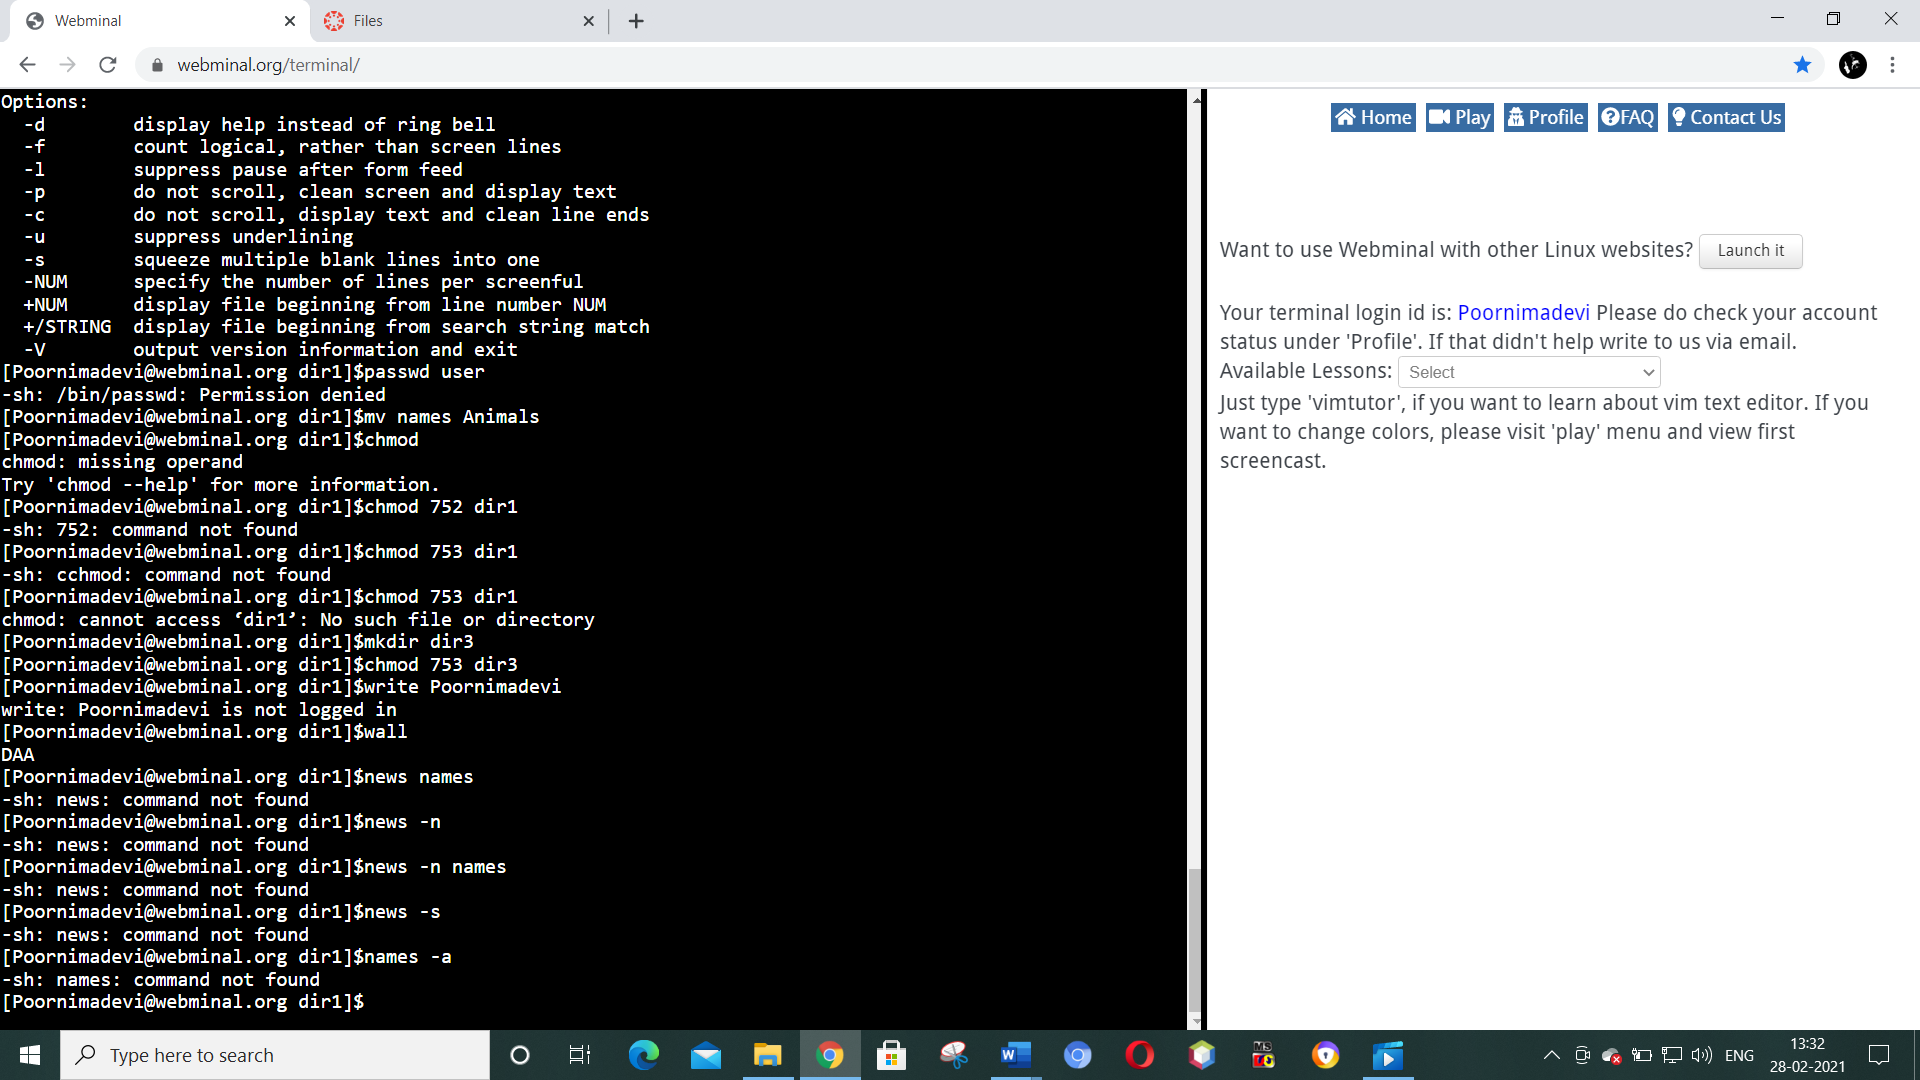 Webminal
Files
webminal.org/terminal/
Options:
  -d        display help instead of ring bell
  -f        count logical, rather than screen lines
  -l        suppress pause after form feed
  -p        do not scroll, clean screen and display text
  -c        do not scroll, display text and clean line ends
  -u        suppress underlining
  -s        squeeze multiple blank lines into one
  -NUM      specify the number of lines per screenful
  +NUM      display file beginning from line number NUM
  +/STRING  display file beginning from search string match
  -V        output version information and exit
[Poornimadevi@webminal.org dir1]$passwd user
-sh: /bin/passwd: Permission denied
[Poornimadevi@webminal.org dir1]$mv names Animals
[Poornimadevi@webminal.org dir1]$chmod
chmod: missing operand
Try 'chmod --help' for more information.
[Poornimadevi@webminal.org dir1]$chmod 752 dir1
-sh: 752: command not found
[Poornimadevi@webminal.org dir1]$chmod 753 dir1
-sh: cchmod: command not found
[Poornimadevi@webminal.org dir1]$chmod 753 dir1
chmod: cannot access ‘dir1’: No such file or directory
[Poornimadevi@webminal.org dir1]$mkdir dir3
[Poornimadevi@webminal.org dir1]$chmod 753 dir3
[Poornimadevi@webminal.org dir1]$write Poornimadevi
write: Poornimadevi is not logged in
[Poornimadevi@webminal.org dir1]$wall
DAA
[Poornimadevi@webminal.org dir1]$news names
-sh: news: command not found
[Poornimadevi@webminal.org dir1]$news -n
-sh: news: command not found
[Poornimadevi@webminal.org dir1]$news -n names
-sh: news: command not found
[Poornimadevi@webminal.org dir1]$news -s
-sh: news: command not found
[Poornimadevi@webminal.org dir1]$names -a
-sh: names: command not found
[Poornimadevi@webminal.org dir1]$
Home Play Profile FAQ Contact Us
Want to use Webminal with other Linux websites? Launch it
Your terminal login id is: Poornimadevi Please do check your account
status under 'Profile'. If that didn't help write to us via email.
Available Lessons: Select
Just type 'vimtutor', if you want to learn about vim text editor. If you
want to change colors, please visit 'play' menu and view first
screencast.
Type here to search
W
MS
ENG
13:32
28-02-2021